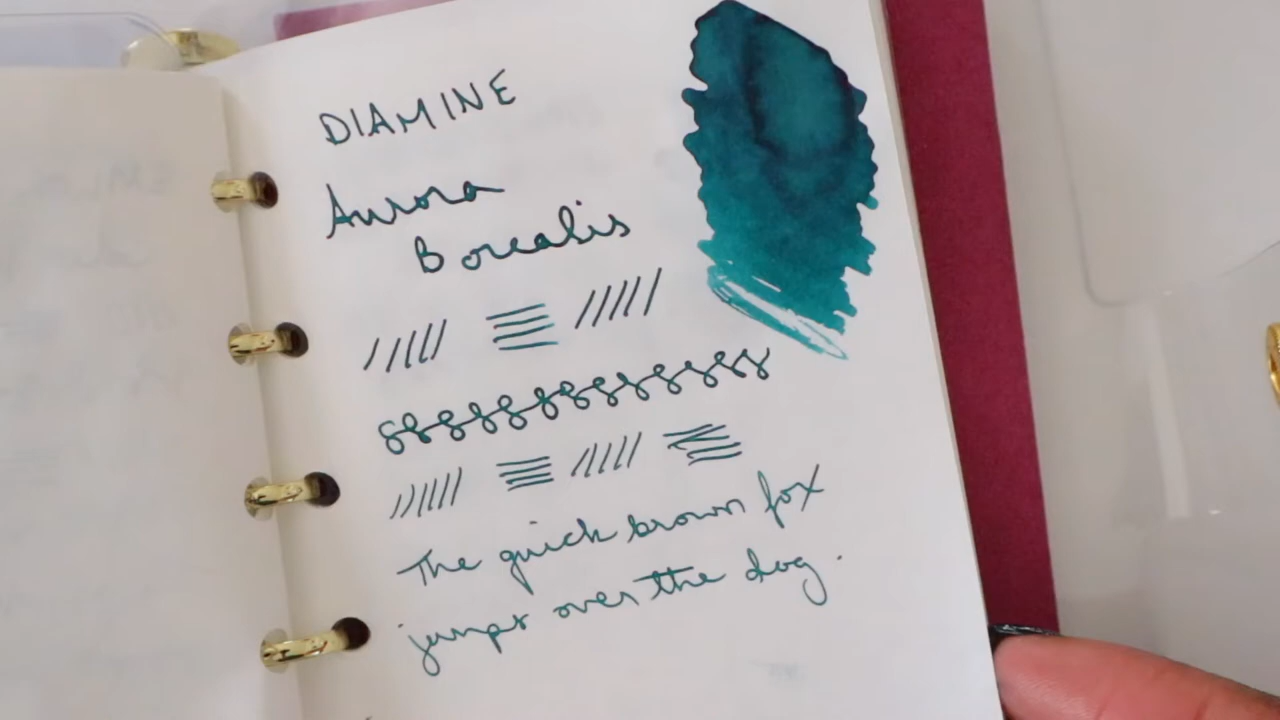 DIAMINE
Aurora
Borealis
The quick brown fox
jumps over the dog.